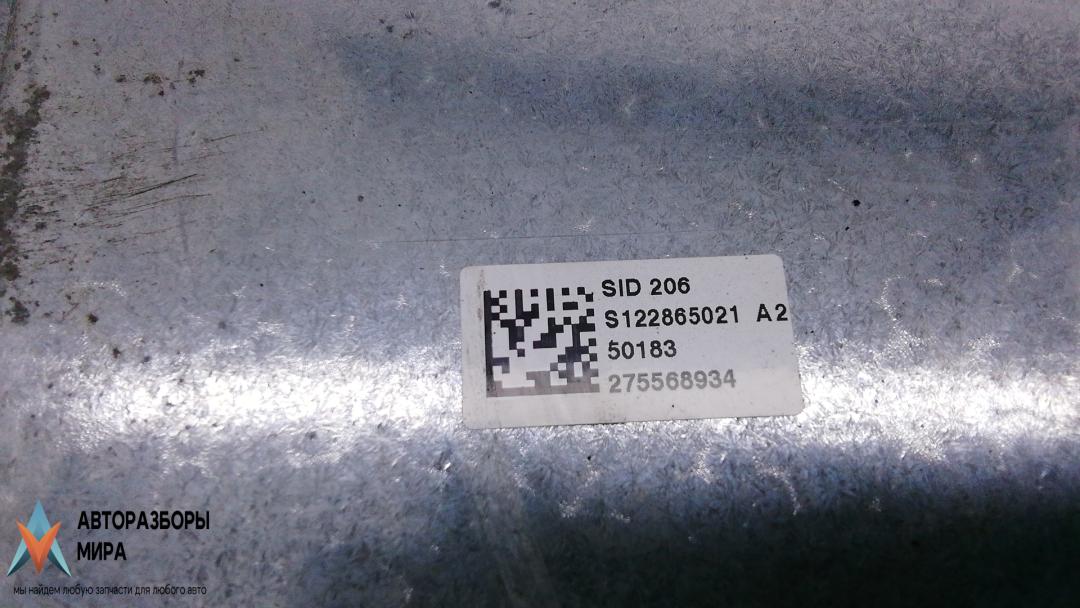 SID 206
S122865021 A2
50183
275568934
АВТОРАЗБОРЫ
МИРА
мы найдем любую запчасти для любого авто